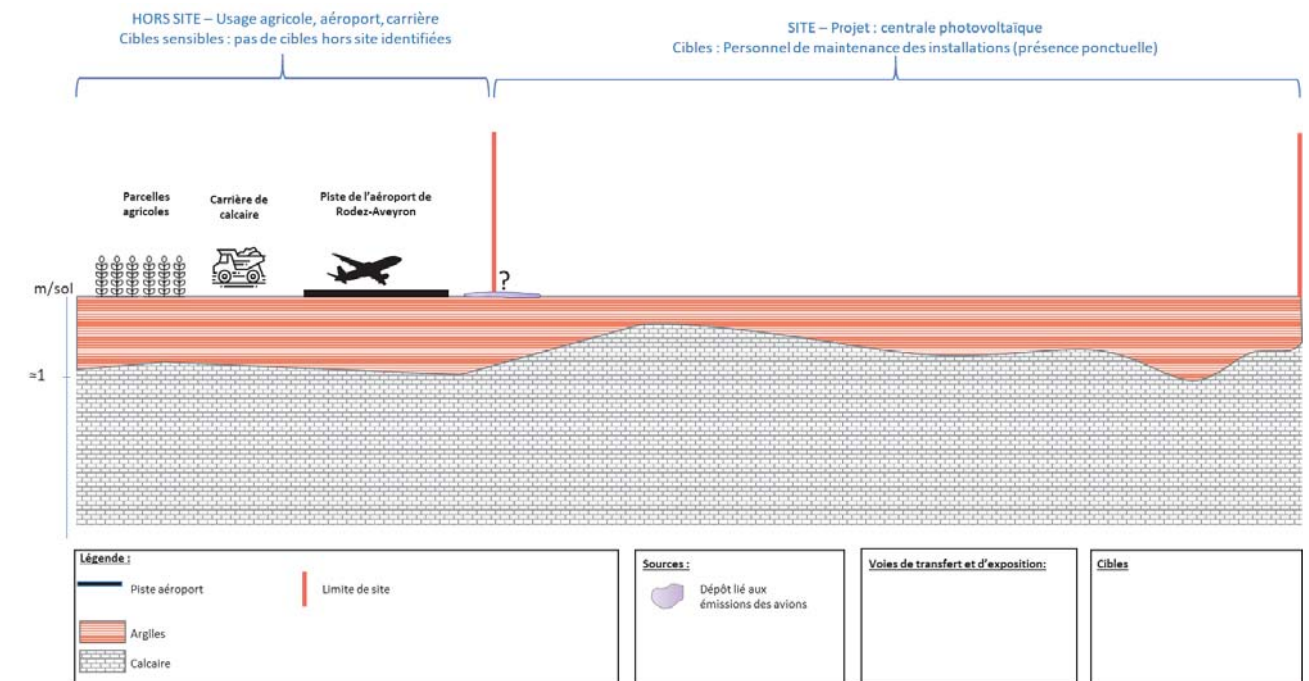 HORS SITE – Usage agricole, aéroport, carrière
Cibles sensibles : pas de cibles hors site identifiées
SITE – Projet : centrale photovoltaïque
Cibles : Personnel de maintenance des installations (présence ponctuelle)
Parcelles
agricoles
Carrière de
calcaire
Piste de l'aéroport de
Rodez-Aveyron
?
m/sol
≈1
Légende :
Piste aéroport
Limite de site
Argiles
Calcaire
Sources :
Dépôt lié aux
émissions des avions
Voies de transfert et d'exposition:
Cibles